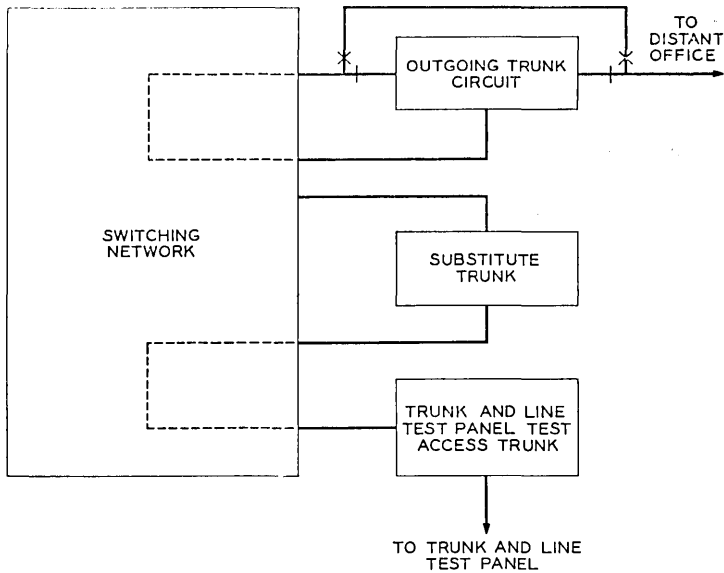 TO
DISTANT
OFFICE
OUTGOING TRUNK
CIRCUIT
SWITCHING
NETWORK
SUBSTITUTE
TRUNK
TRUNK AND LINE
TEST PANEL TEST
ACCESS TRUNK
TO TRUNK AND LINE
TEST PANEL